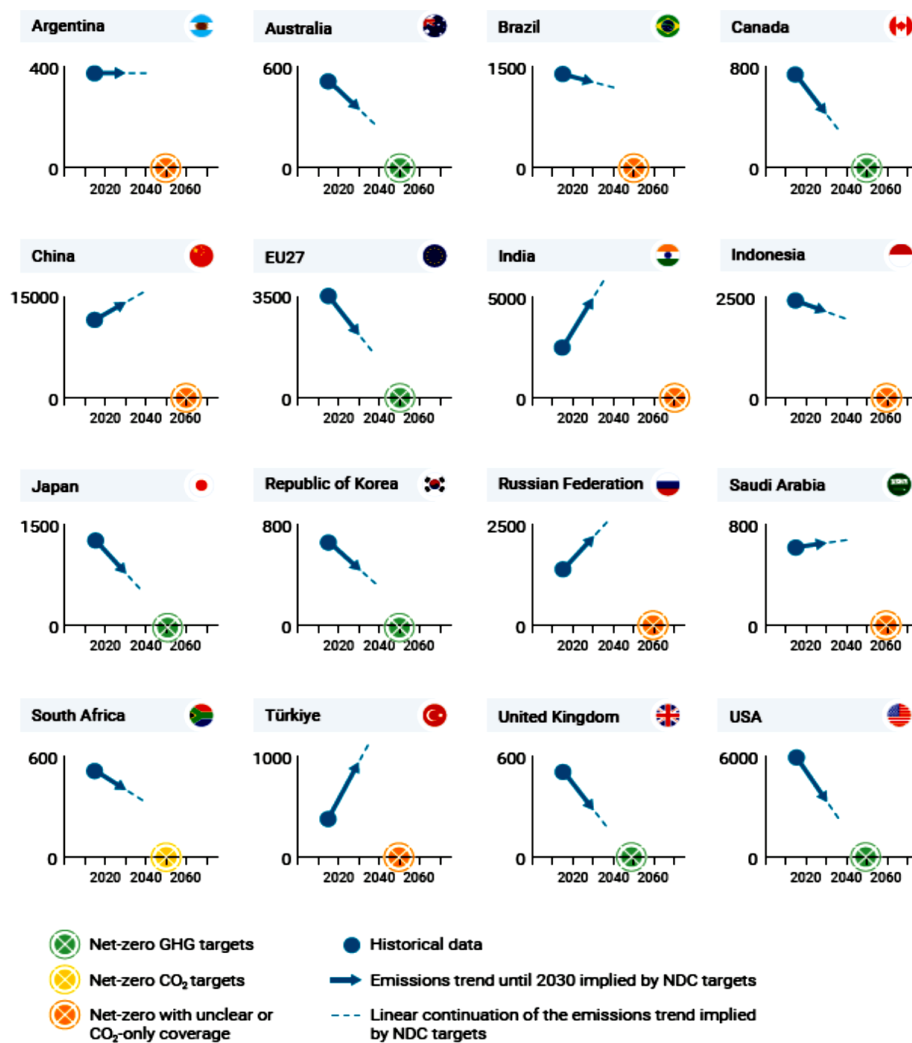 Argentina
Australia
Brazil
Canada
400
600
1500
800
0
0
0
0
2020 2040 2060
2020 2040 2060
2020 2040 2060
2020 2040 2060
China
EU27
India
Indonesia
15000
3500
5000
2500
0
0
0
0
2020 2040 2060
2020 2040 2060
2020 2040 2060
2020 2040 2060
Japan
Republic of Korea
Russian Federation
Saudi Arabia
1500
800
2500
800
0
0
0
0
2020 2040 2060
2020 2040 2060
2020 2040 2060
2020 2040 2060
South Africa
Türkiye
United Kingdom
USA
600
1000
600
6000
0
0
0
0
2020 2040 2060
2020 2040 2060
2020 2040 2060
2020 2040 2060
Net-zero GHG targets
Historical data
Net-zero CO₂ targets
Emissions trend until 2030 implied by NDC targets
Net-zero with unclear or
CO₂-only coverage
Linear continuation of the emissions trend implied
by NDC targets